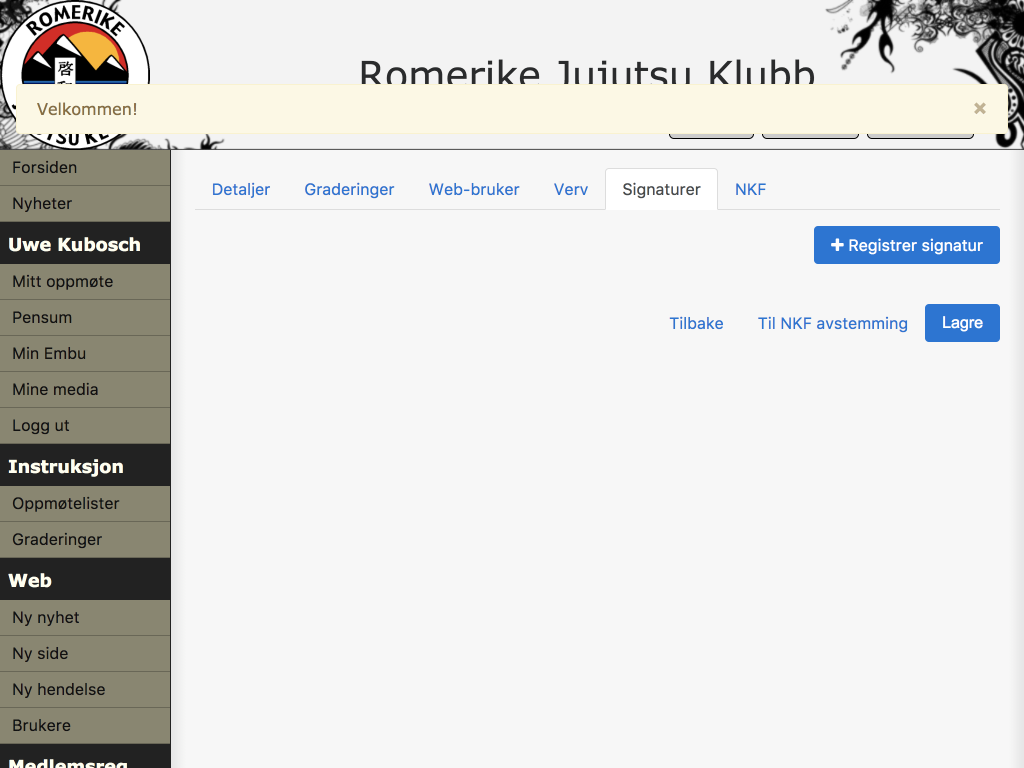 ROMERIKE
啓
Romerike Jujutsu Klubb
Velkommen!
×
Forsiden
Nyheter
Uwe Kubosch
Mitt oppmøte
Pensum
Min Embu
Mine media
Logg ut
Instruksjon
Oppmøtelister
Graderinger
Web
Ny nyhet
Ny side
Ny hendelse
Brukere
Medlemsreg
Detaljer
Graderinger
Web-bruker
Verv
Signaturer
NKF
+ Registrer signatur
Tilbake
Til NKF avstemming
Lagre